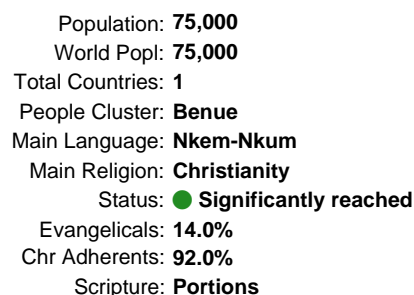 Population: 75,000
World Popl: 75,000
Total Countries: 1
People Cluster: Benue
Main Language: Nkem-Nkum
Main Religion: Christianity
Status: Significantly reached
Evangelicals: 14.0%
Chr Adherents: 92.0%
Scripture: Portions